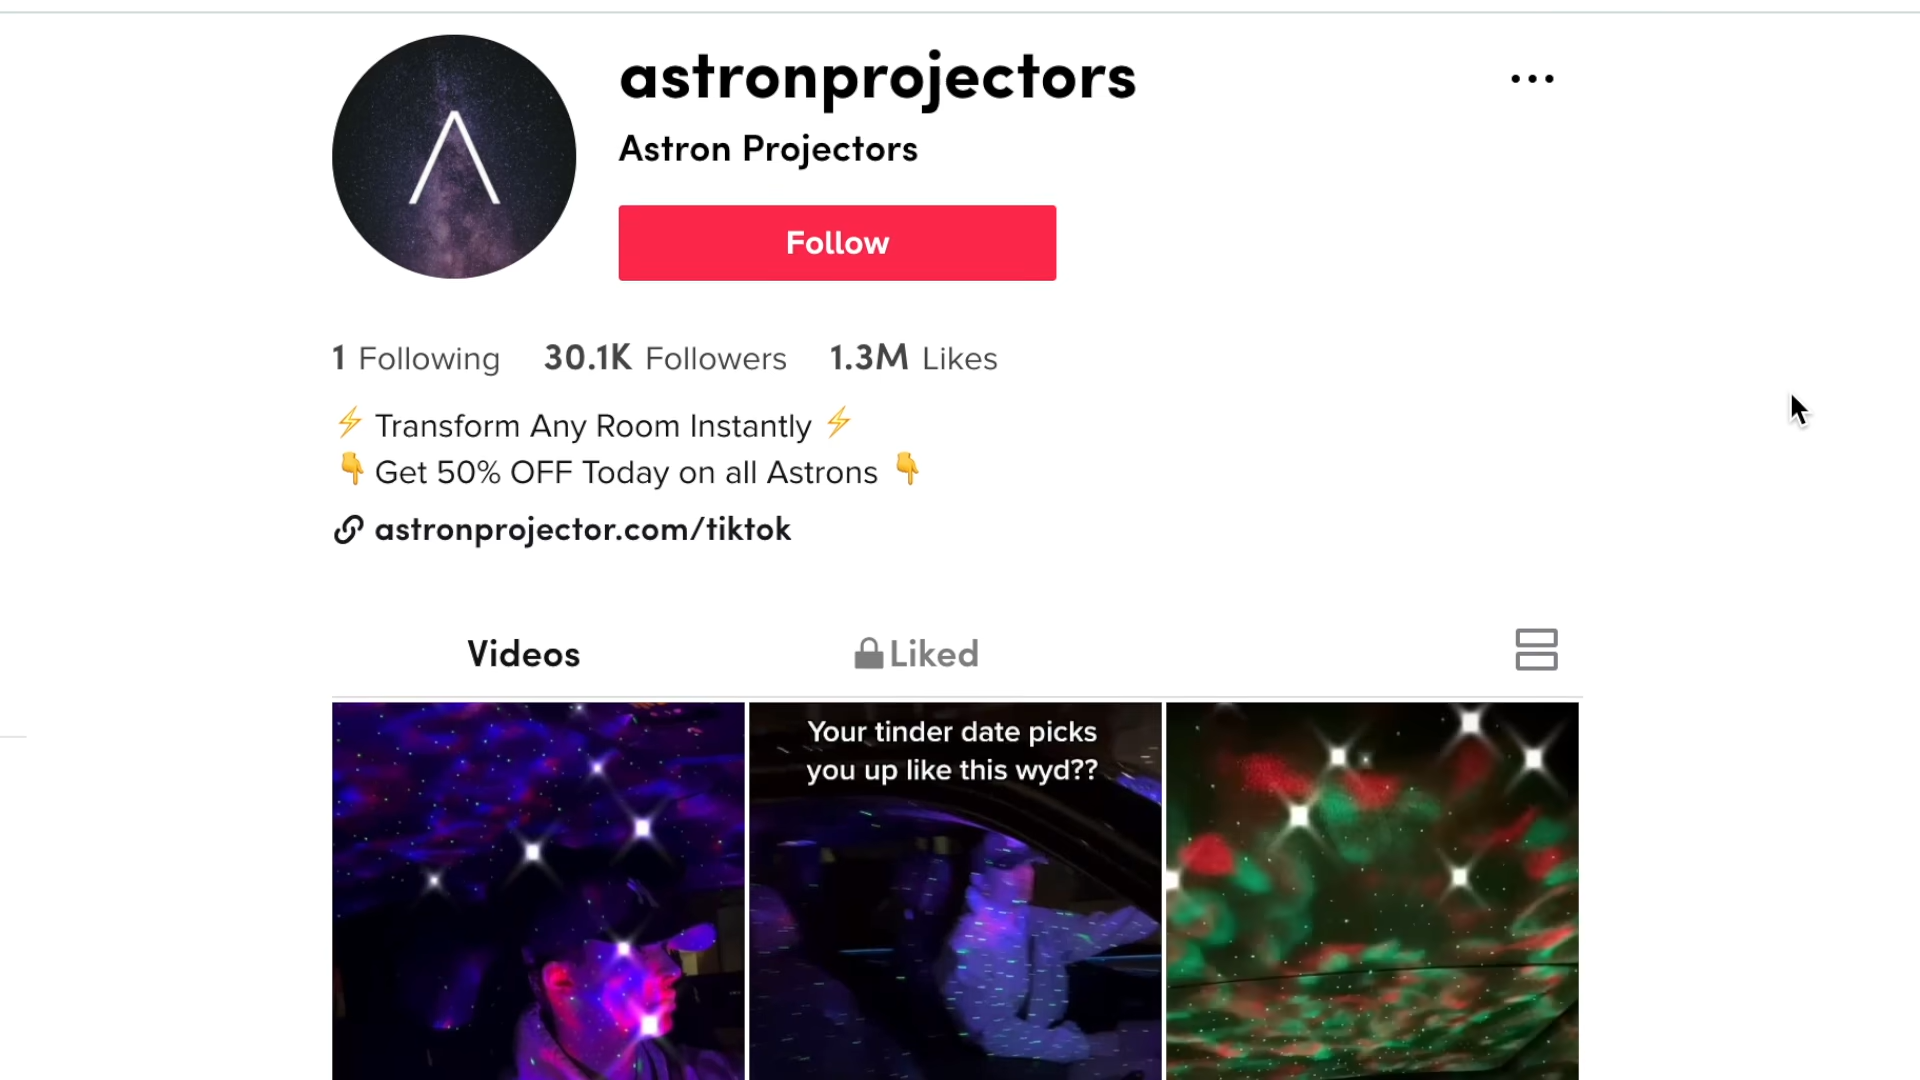 astronprojectors
Astron Projectors
Follow
1 Following 30.1K Followers 1.3M Likes
⚡ Transform Any Room Instantly ⚡
👇 Get 50% OFF Today on all Astrons 👇
astronprojector.com/tiktok
Videos Liked
Your tinder date picks
you up like this wyd??